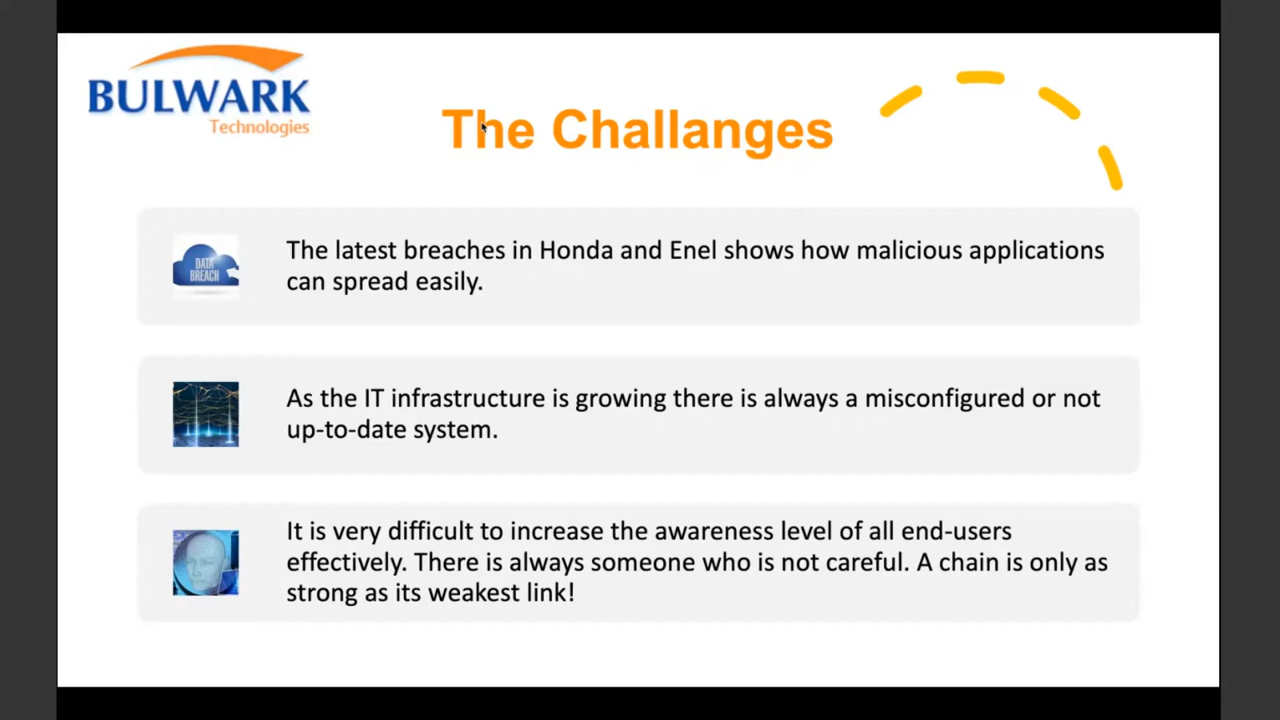 BULWARK
Technologies
The Challanges
DATA
BREACH
The latest breaches in Honda and Enel shows how malicious applications
can spread easily.
As the IT infrastructure is growing there is always a misconfigured or not
up-to-date system.
It is very difficult to increase the awareness level of all end-users
effectively. There is always someone who is not careful. A chain is only as
strong as its weakest link!